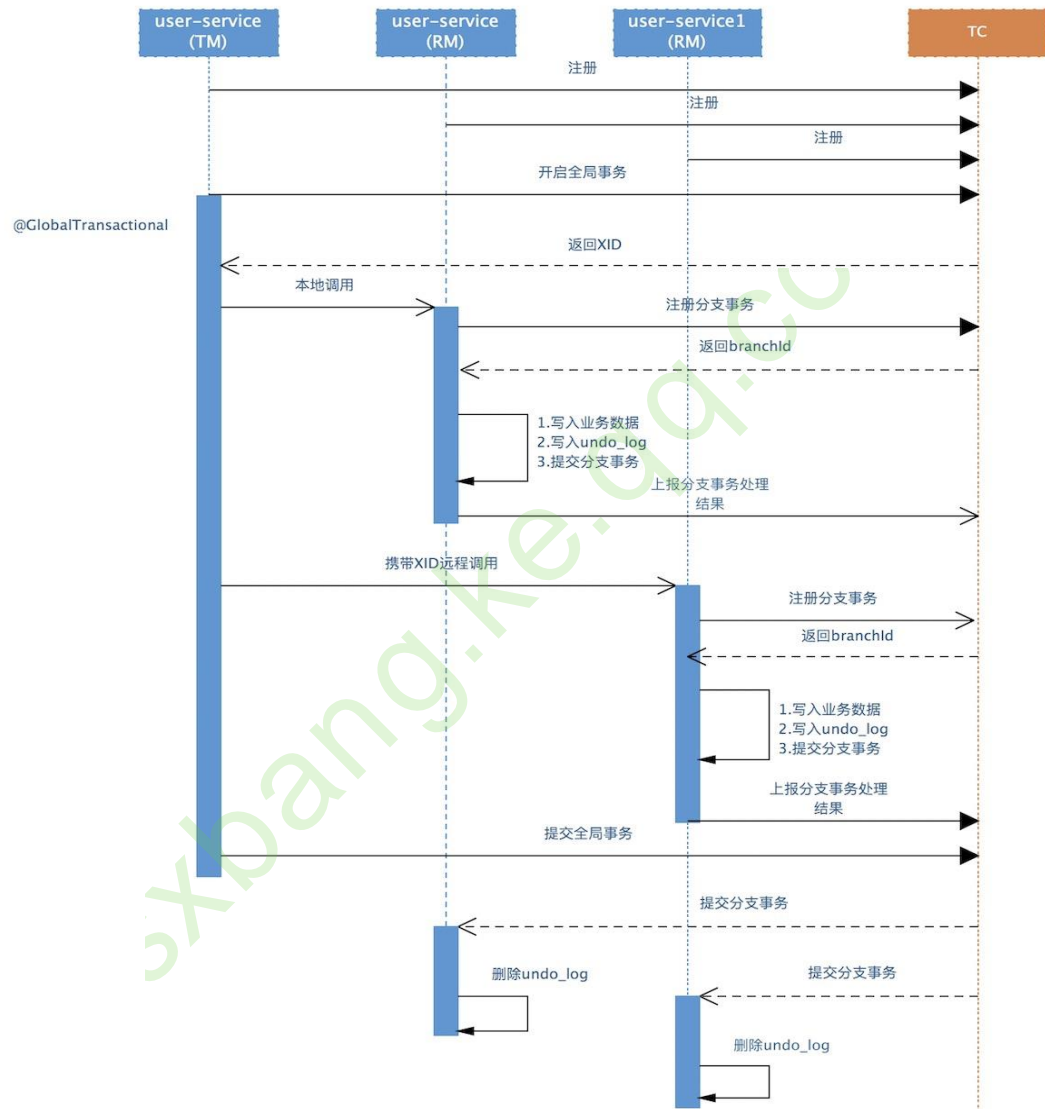 user-service
(TM)
user-service
(RM)
user-service1
(RM)
TC
注册
注册
注册
开启全局事务
@GlobalTransactional
返回XID
本地调用
注册分支事务
返回branchId
1.写入业务数据
2.写入undo_log
3.提交分支事务
上报分支事务处理
结果
携带XID远程调用
注册分支事务
返回branchId
1.写入业务数据
2.写入undo_log
3.提交分支事务
上报分支事务处理
结果
提交全局事务
提交分支事务
删除undo_log
提交分支事务
删除undo_log
sxbang.ke.qq.co